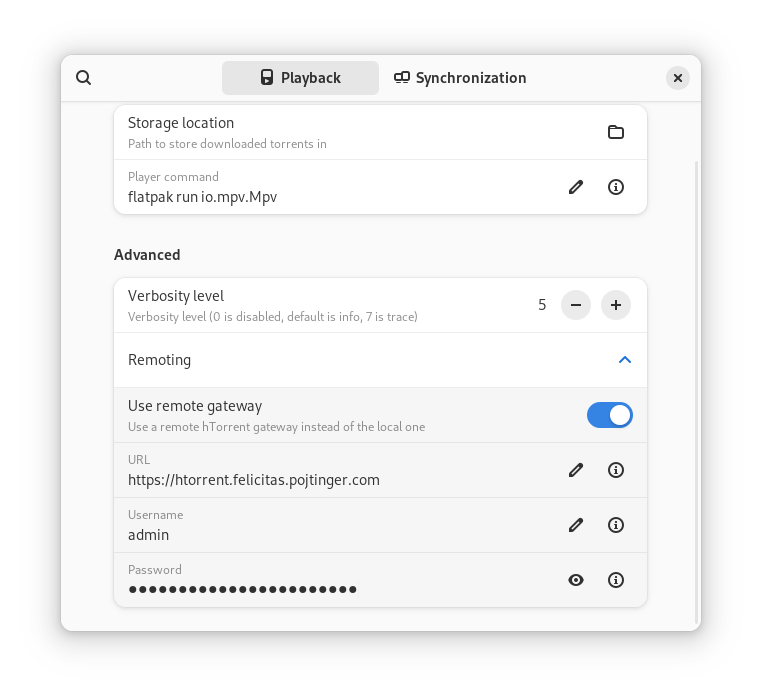 Playback
Synchronization
Storage location
Path to store downloaded torrents in
Player command
flatpak run io.mpv.Mpv
Advanced
Verbosity level
5
Verbosity level (0 is disabled, default is info, 7 is trace)
Remoting
Use remote gateway
Use a remote hTorrent gateway instead of the local one
URL
https://htorrent.felicitas.pojtinger.com
Username
admin
Password
●●●●●●●●●●●●●●●●●●●●●●●